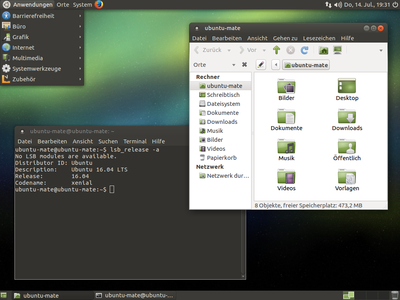 Anwendungen Orte System
Do, 14. Jul., 19:31
Barrierefreiheit
Büro
Grafik
Internet
Multimedia
Systemwerkzeuge
Zubehör
ubuntu-mate
Datei Bearbeiten Ansicht Gehen zu Lesezeichen Hilfe
Zurück Vor
Orte
ubuntu-mate
Rechner
ubuntu-mate
Schreibtisch
Dateisystem
Dokumente
Downloads
Musik
Bilder
Videos
Papierkorb
Netzwerk
Netzwerk dur...
Bilder Desktop
Dokumente Downloads
Musik Öffentlich
Videos Vorlagen
8 Objekte, freier Speicherplatz: 473,2 MB
ubuntu-mate@ubuntu-mate: ~
Datei Bearbeiten Ansicht Suchen Terminal Hilfe
ubuntu-mate@ubuntu-mate:~$ lsb_release -a
No LSB modules are available.
Distributor ID: Ubuntu
Description: Ubuntu 16.04 LTS
Release: 16.04
Codename: xenial
ubuntu-mate@ubuntu-mate:~$
ubuntu-mate
ubuntu-mate@ubuntu-...